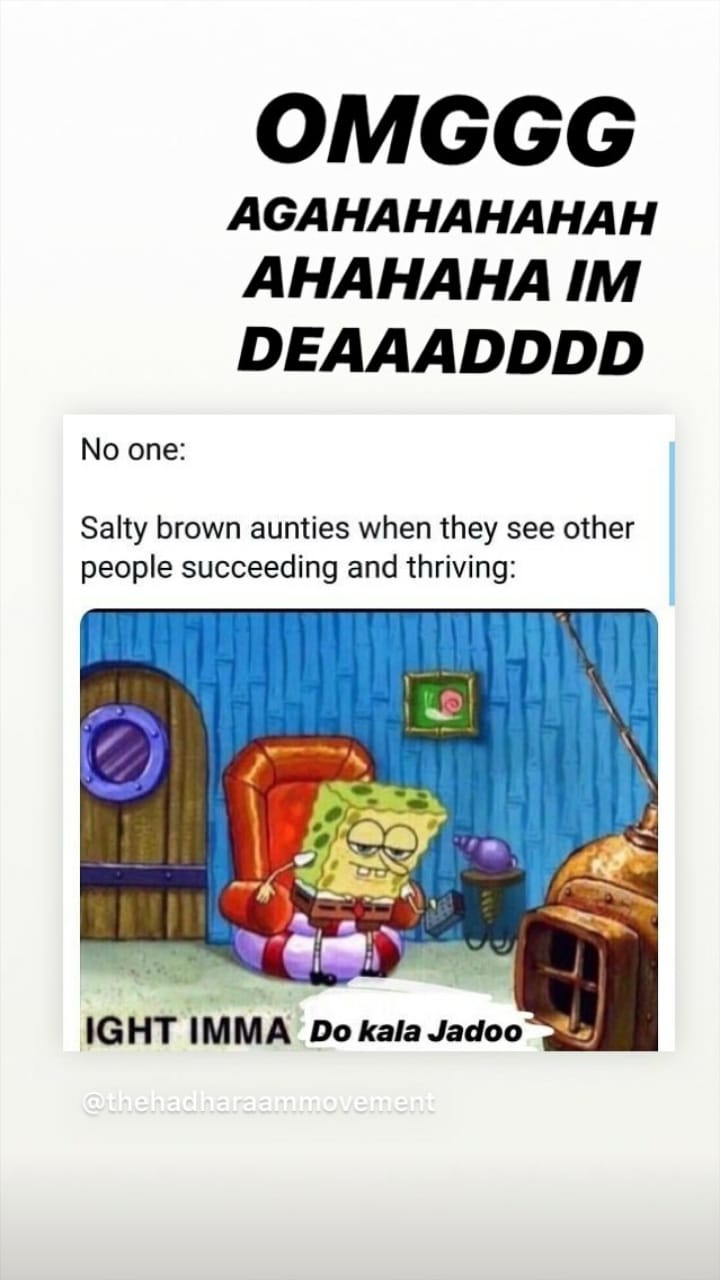 OMGGG
AGAHAHAHAHAH
AHAHAHA IM
DEAAADDDD
No one:
Salty brown aunties when they see other
people succeeding and thriving:
IGHT IMMA Do kala Jadoo
@thehadharaammovement